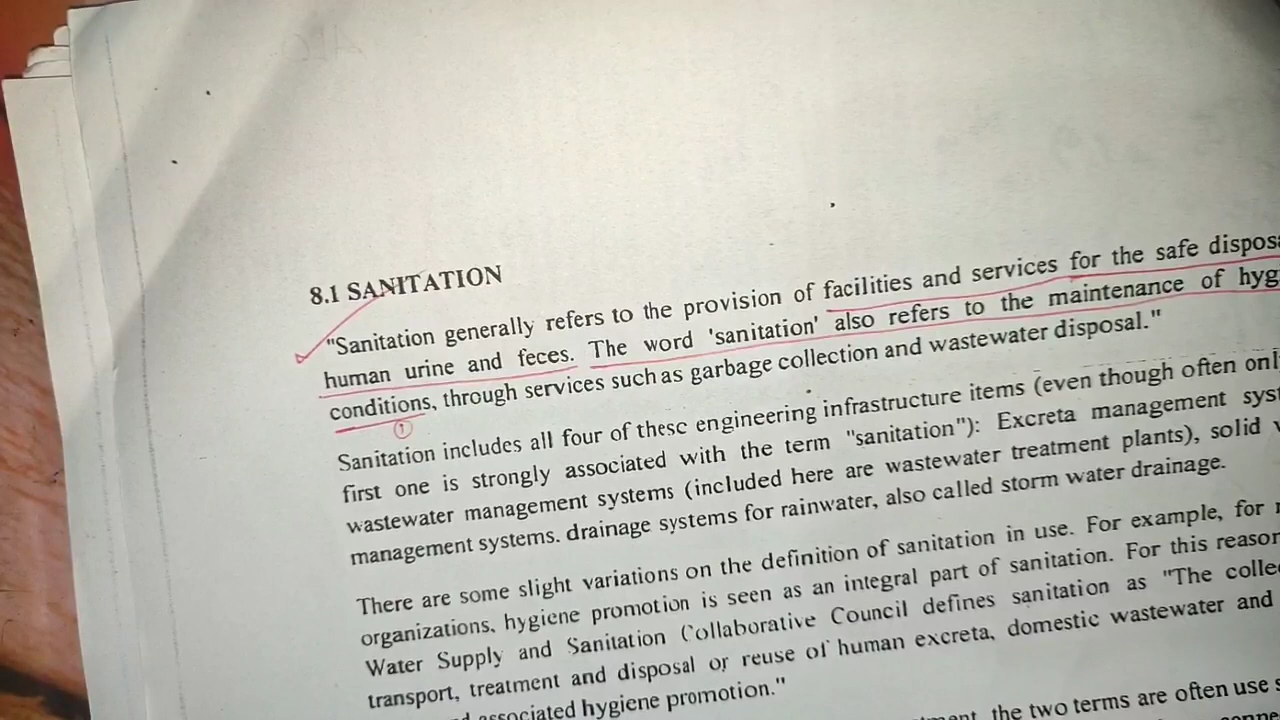 8.1 SANITATION
"Sanitation generally refers to the provision of facilities and services for the safe
human urine and feces. The word 'sanitation' also refers to the maintenance of
conditions, through services such as garbage collection and wastewater disposal."
1
Sanitation includes all four of these engineering infrastructure items (even though often
first one is strongly associated with the term "sanitation"): Excreta management
wastewater management systems (included here are wastewater treatment plants), solid
management systems. drainage systems for rainwater, also called storm water drainage.
There are some slight variations on the definition of sanitation in use. For example, for
organizations, hygiene promotion is seen as an integral part of sanitation. For this
Water Supply and Sanitation Collaborative Council defines sanitation as "The
transport, treatment and disposal or reuse of human excreta, domestic wastewater and
associated hygiene promotion."
the two terms are often use